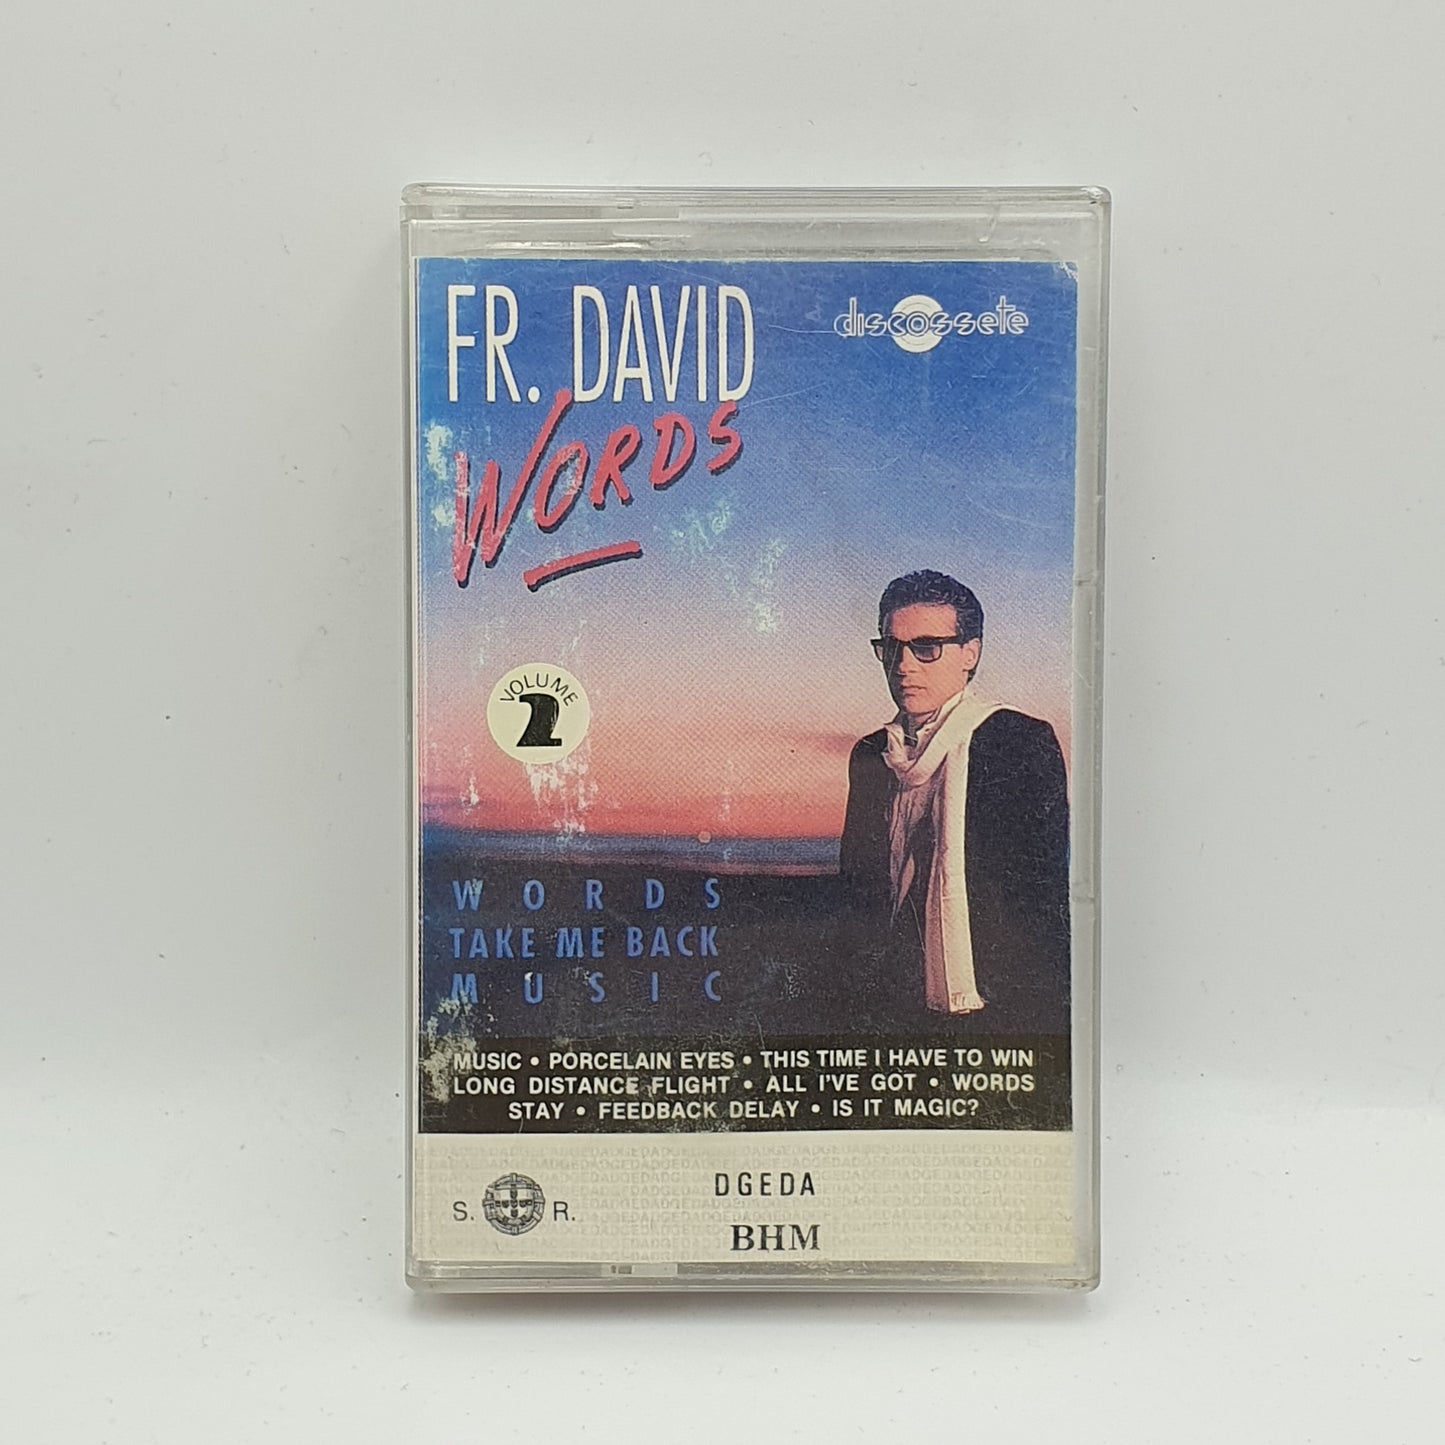 FR. DAVID
discossete
WORDS
VOLUME
2
WORDS
TAKE ME BACK
MUSIC
MUSIC • PORCELAIN EYES • THIS TIME I HAVE TO WIN
LONG DISTANCE FLIGHT • ALL I'VE GOT • WORDS
STAY • FEEDBACK DELAY • IS IT MAGIC?
DGEDA
S. R.
BHM